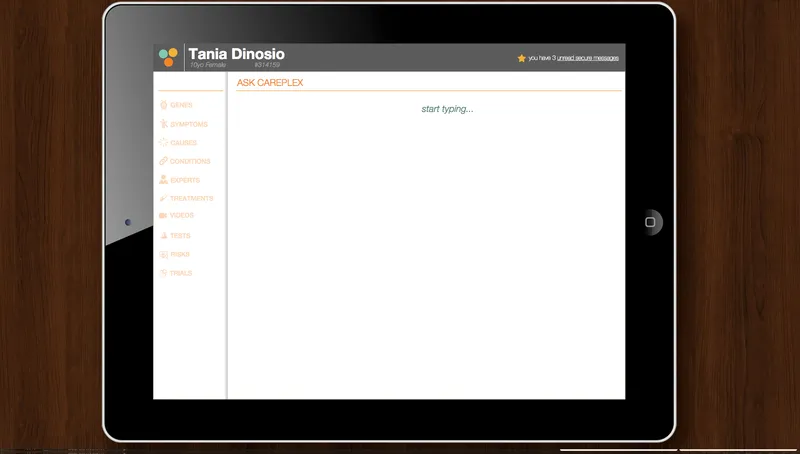 Tania Dinosio
10yo Female #314159
you have 3 unread secure messages
ASK CAREPLEX
start typing...
GENES
SYMPTOMS
CAUSES
CONDITIONS
EXPERTS
TREATMENTS
VIDEOS
TESTS
RISKS
TRIALS